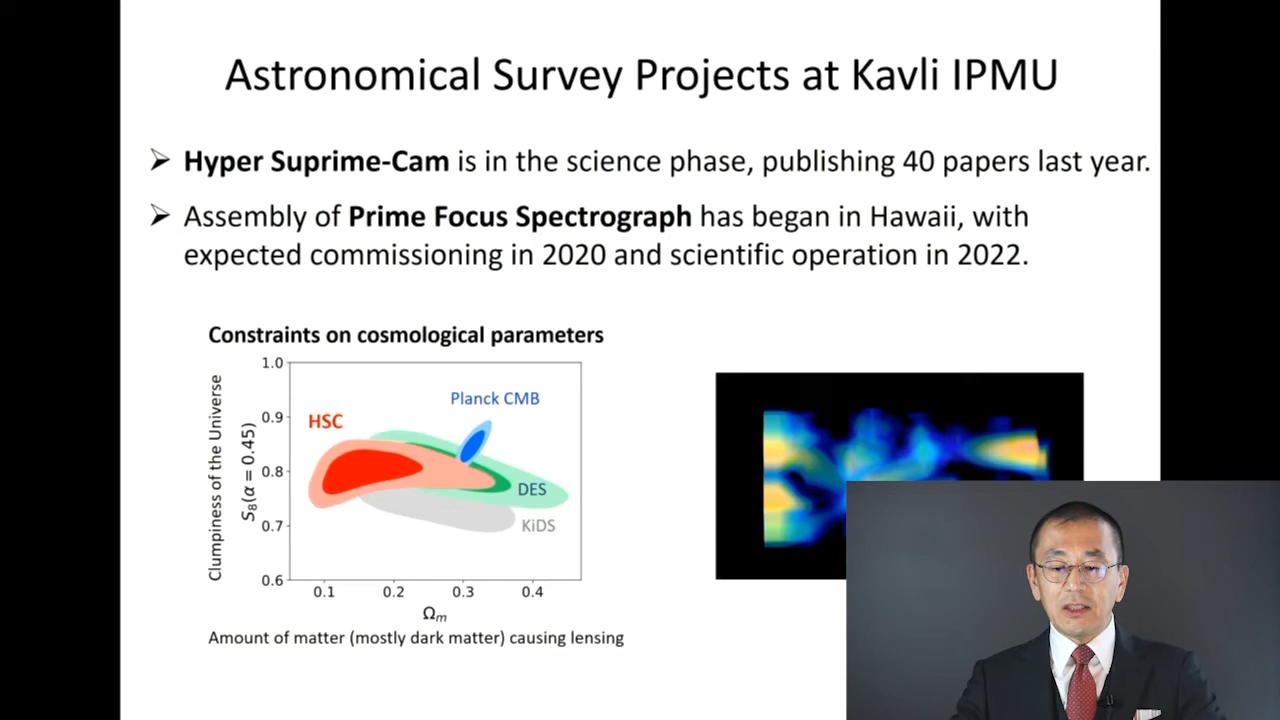 Astronomical Survey Projects at Kavli IPMU
➢ Hyper Suprime-Cam is in the science phase, publishing 40 papers last year.
➢ Assembly of Prime Focus Spectrograph has began in Hawaii, with
expected commissioning in 2020 and scientific operation in 2022.
Constraints on cosmological parameters
Clumpiness of the Universe
S₈(α = 0.45)
1.0
0.9
0.8
0.7
0.6
HSC
Planck CMB
DES
KiDS
0.1 0.2 0.3 0.4
Ωₘ
Amount of matter (mostly dark matter) causing lensing